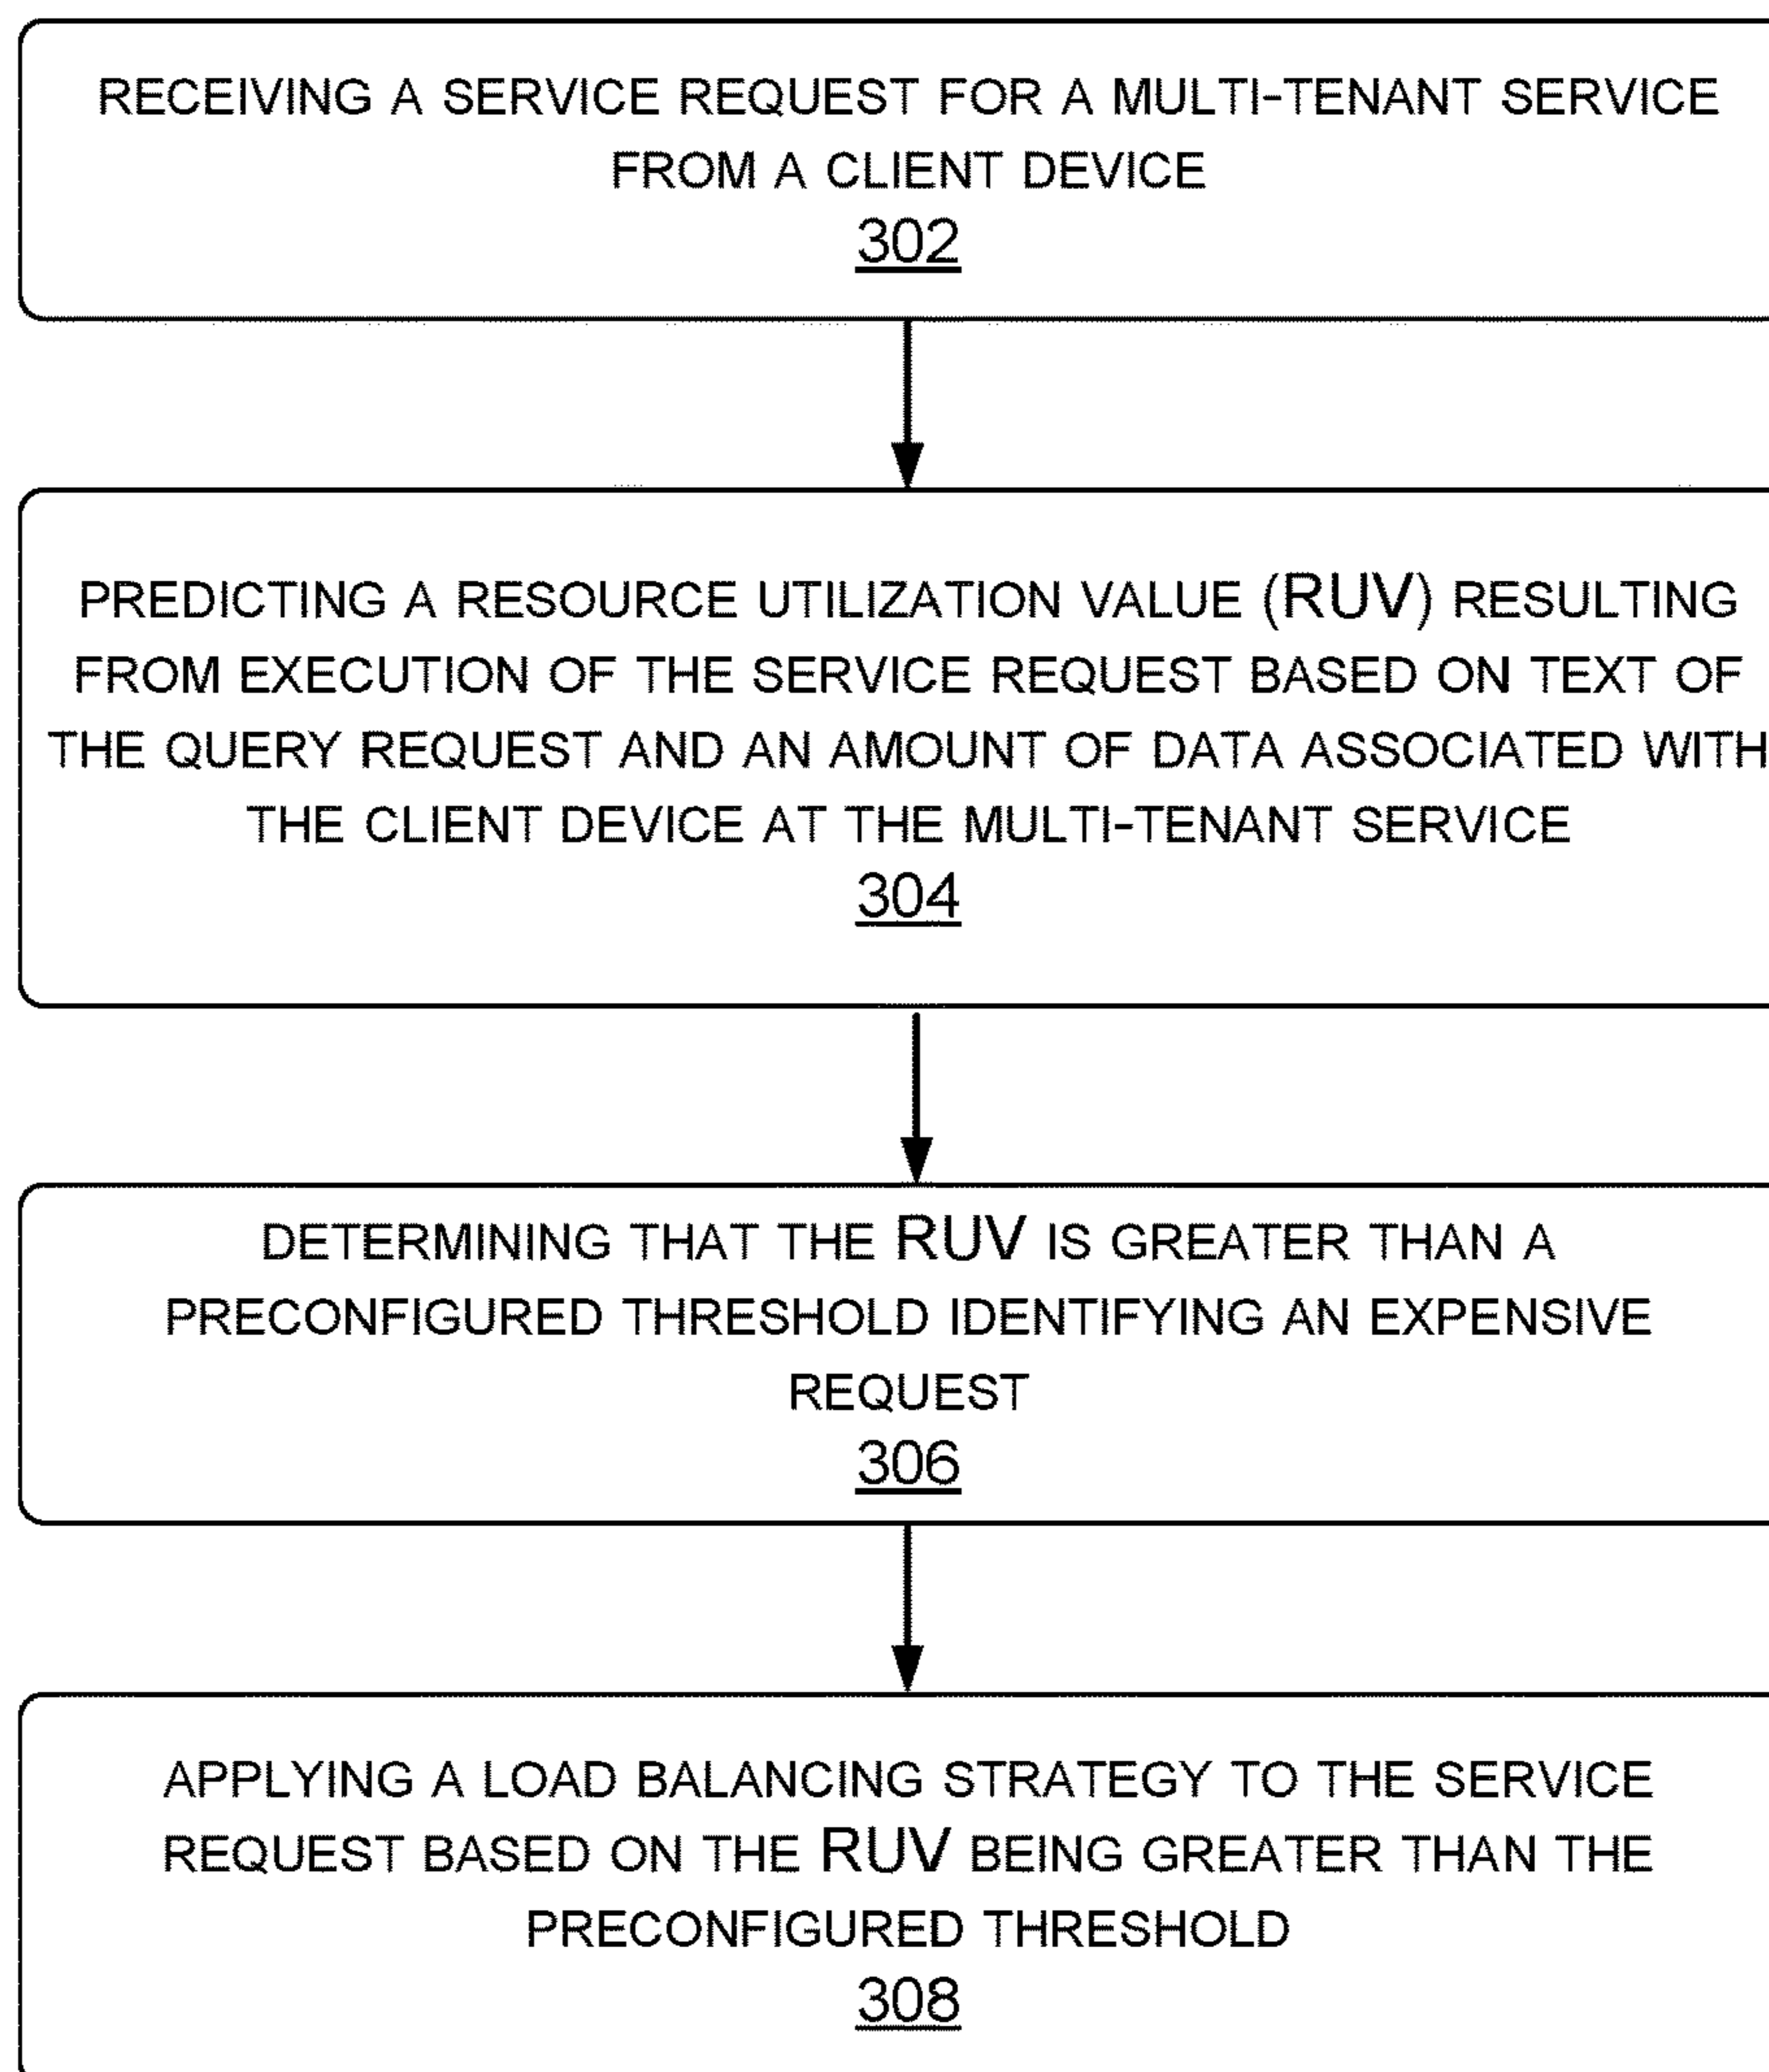 RECEIVING A SERVICE REQUEST FOR A MULTI-TENANT SERVICE
FROM A CLIENT DEVICE
302
PREDICTING A RESOURCE UTILIZATION VALUE (RUV) RESULTING
FROM EXECUTION OF THE SERVICE REQUEST BASED ON TEXT OF
THE QUERY REQUEST AND AN AMOUNT OF DATA ASSOCIATED WITH
THE CLIENT DEVICE AT THE MULTI-TENANT SERVICE
304
DETERMINING THAT THE RUV IS GREATER THAN A
PRECONFIGURED THRESHOLD IDENTIFYING AN EXPENSIVE
REQUEST
306
APPLYING A LOAD BALANCING STRATEGY TO THE SERVICE
REQUEST BASED ON THE RUV BEING GREATER THAN THE
PRECONFIGURED THRESHOLD
308